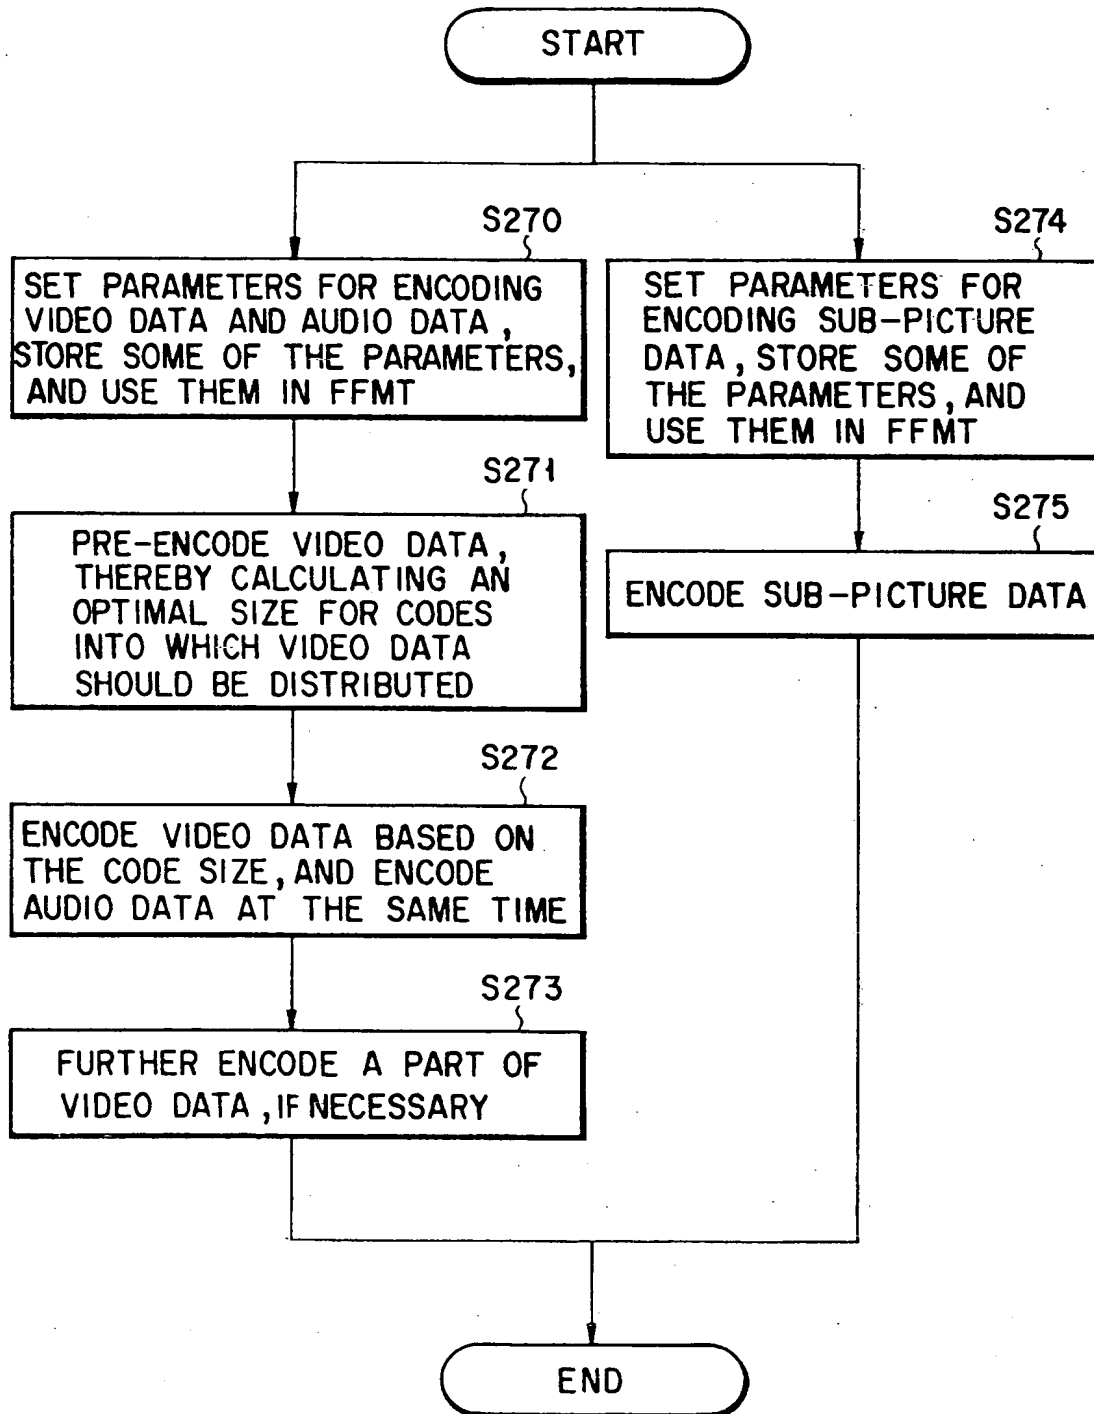 START
S270
SET PARAMETERS FOR ENCODING
VIDEO DATA AND AUDIO DATA,
STORE SOME OF THE PARAMETERS,
AND USE THEM IN FFMT
S271
PRE-ENCODE VIDEO DATA,
THEREBY CALCULATING AN
OPTIMAL SIZE FOR CODES
INTO WHICH VIDEO DATA
SHOULD BE DISTRIBUTED
S272
ENCODE VIDEO DATA BASED ON
THE CODE SIZE, AND ENCODE
AUDIO DATA AT THE SAME TIME
S273
FURTHER ENCODE A PART OF
VIDEO DATA, IF NECESSARY
S274
SET PARAMETERS FOR
ENCODING SUB-PICTURE
DATA, STORE SOME OF
THE PARAMETERS, AND
USE THEM IN FFMT
S275
ENCODE SUB-PICTURE DATA
END